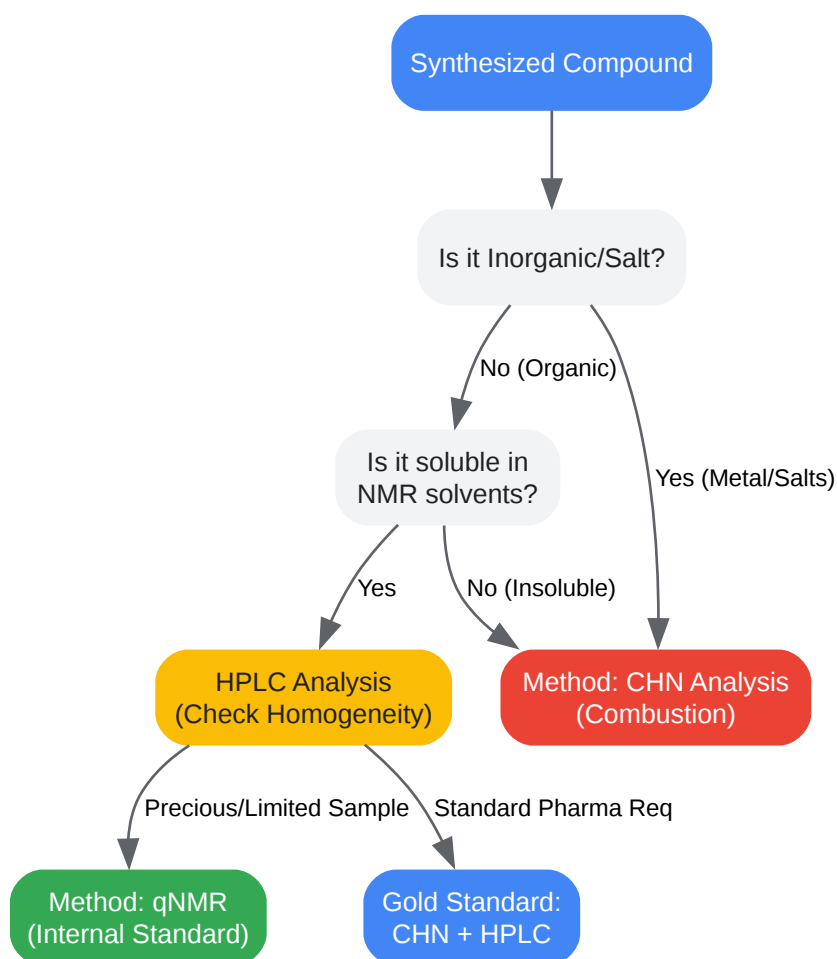 Synthesized Compound
Is it Inorganic/Salt?
No (Organic)
Is it soluble in
NMR solvents?
Yes (Metal/Salts)
Yes
No (Insoluble)
HPLC Analysis
(Check Homogeneity)
Method: CHN Analysis
(Combustion)
Precious/Limited Sample
Standard Pharma Req
Method: qNMR
(Internal Standard)
Gold Standard:
CHN + HPLC